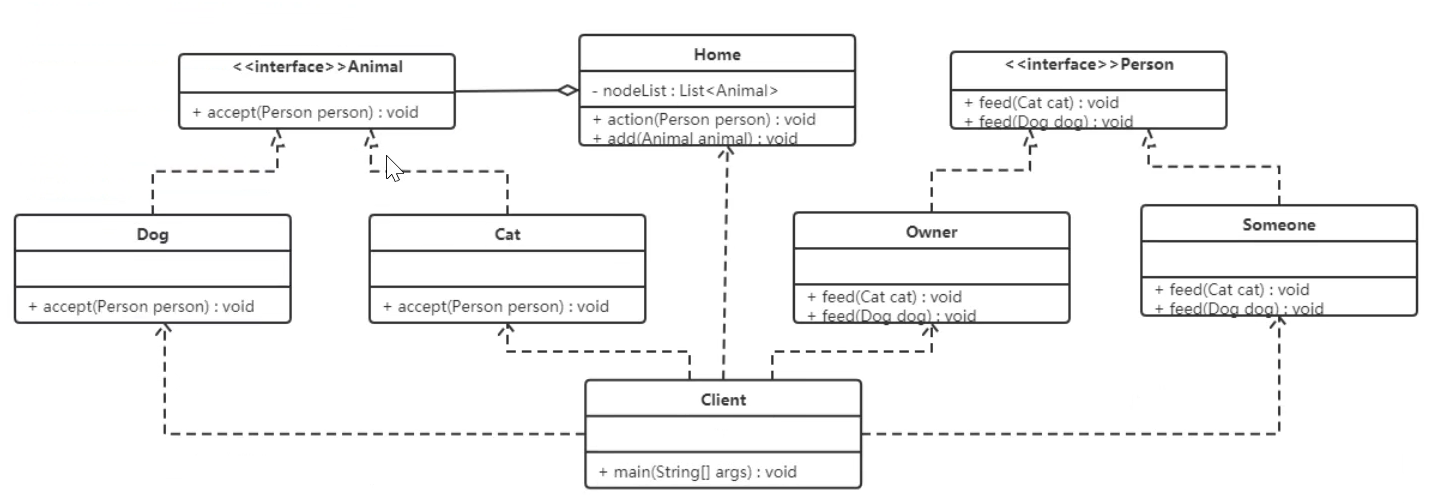 <<interface>>Animal
+ accept(Person person) : void
Home
- nodeList : List<Animal>
+ action(Person person) : void
+ add(Animal animal) : void
<<interface>>Person
+ feed(Cat cat) : void
+ feed(Dog dog) : void
Dog
+ accept(Person person) : void
Cat
+ accept(Person person) : void
Owner
+ feed(Cat cat) : void
+ feed(Dog dog) : void
Someone
+ feed(Cat cat) : void
+ feed(Dog dog) : void
Client
+ main(String[] args) : void